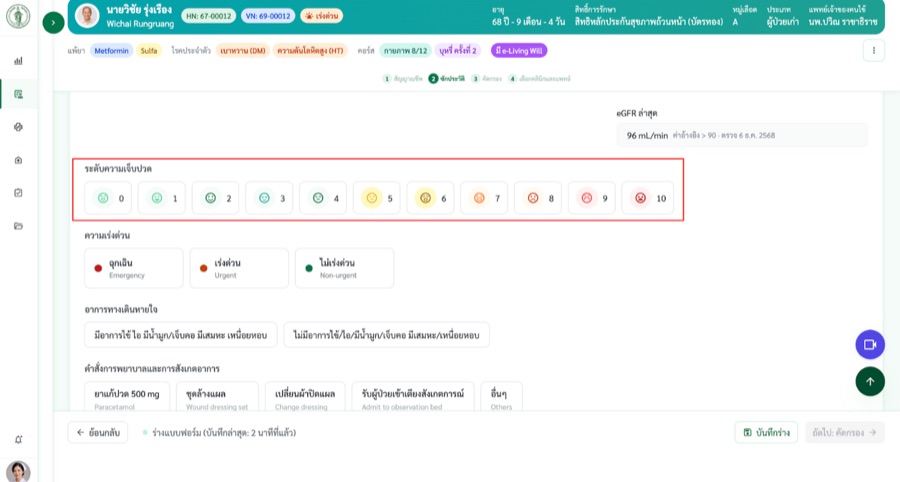 นายวิชัย รุ่งเรือง
Wichai Rungruang
HN: 67-00012
VN: 69-00012
เร่งด่วน
อายุ
68 ปี - 9 เดือน - 4 วัน
สิทธิการรักษา
สิทธิหลักประกันสุขภาพถ้วนหน้า (บัตรทอง)
หมู่เลือด
A
ประเภท
ผู้ป่วยเก่า
แพทย์เจ้าของคนไข้
นพ.ปวิณ ราชาธิราช
แพ้ยา Metformin Sulfa โรคประจำตัว เบาหวาน (DM) ความดันโลหิตสูง (HT) คอร์ส กายภาพ 8/12 บุหรี่ ครั้งที่ 2 มี e-Living Will
1 สัญญาณชีพ 2 ซักประวัติ 3 คัดกรอง 4 เลือกคลินิกและแพทย์
eGFR ล่าสุด
96 mL/min ค่าอ้างอิง > 90 · ตรวจ 6 ธ.ค. 2568
ระดับความเจ็บปวด
0 1 2 3 4 5 6 7 8 9 10
ความเร่งด่วน
ฉุกเฉิน
Emergency
เร่งด่วน
Urgent
ไม่เร่งด่วน
Non-urgent
อาการทางเดินหายใจ
มีอาการไข้ ไอ มีน้ำมูก/เจ็บคอ มีเสมหะ เหนื่อยหอบ
ไม่มีอาการไข้/ไอ/มีน้ำมูก/เจ็บคอ มีเสมหะ/เหนื่อยหอบ
คำสั่งการพยาบาลและการสังเกตอาการ
ยาแก้ปวด 500 mg
Paracetamol
ชุดล้างแผล
Wound dressing set
เปลี่ยนผ้าปิดแผล
Change dressing
รับผู้ป่วยเข้าเตียงสังเกตการณ์
Admit to observation bed
อื่นๆ
Others
ย้อนกลับ
ร่างแบบฟอร์ม (บันทึกล่าสุด: 2 นาทีที่แล้ว)
บันทึกร่าง
ถัดไป: คัดกรอง